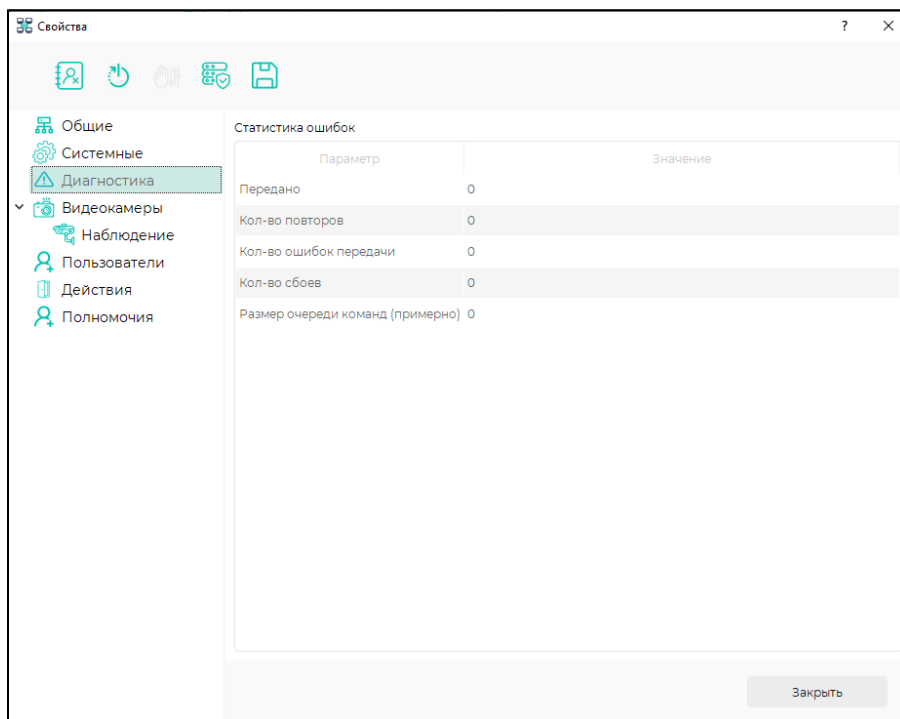 Свойства
?
Общие
Системные
Диагностика
Видеокамеры
Наблюдение
Пользователи
Действия
Полномочия
Статистика ошибок
Параметр Значение
Передано 0
Кол-во повторов 0
Кол-во ошибок передачи 0
Кол-во сбоев 0
Размер очереди команд (примерно) 0
Закрыть